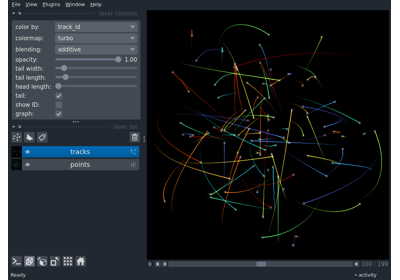 File View Plugins Window Help
layer controls
color by: track_id
colormap: turbo
blending: additive
opacity: 1.00
tail width:
tail length:
head length:
tail:
show ID:
graph:
layer list
tracks
points
0 100 199
Ready activity